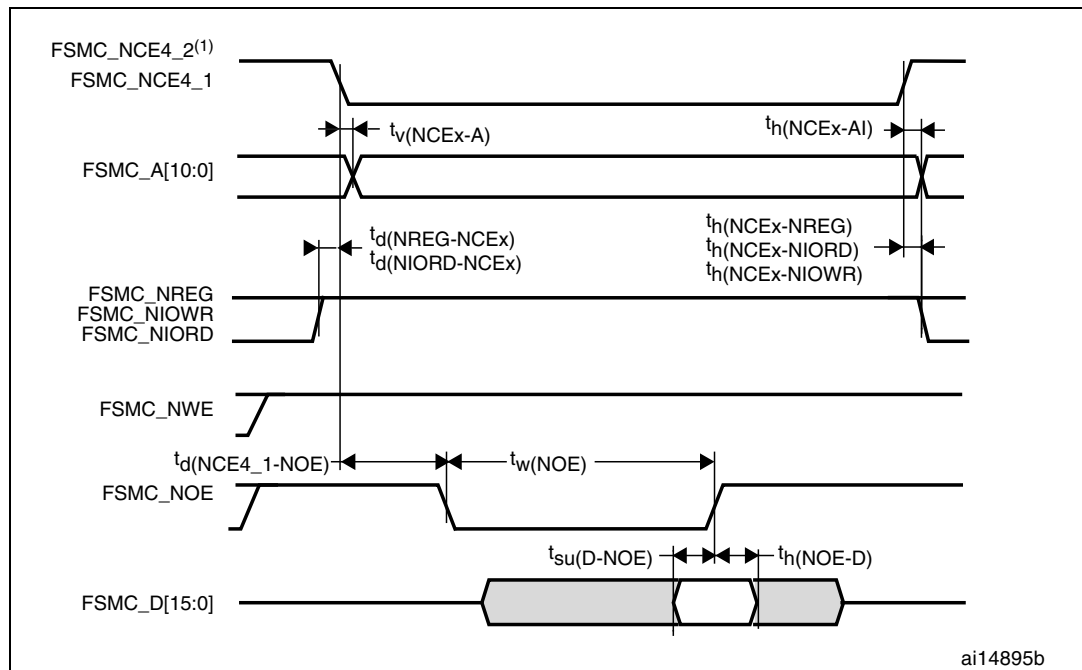 FSMC_NCE4_2(1)
FSMC_NCE4_1
tv(NCEx-A)
th(NCEx-AI)
FSMC_A[10:0]
td(NREG-NCEx)
td(NIORD-NCEx)
th(NCEx-NREG)
th(NCEx-NIORD)
th(NCEx-NIOWR)
FSMC_NREG
FSMC_NIOWR
FSMC_NIORD
FSMC_NWE
td(NCE4_1-NOE)
tw(NOE)
FSMC_NOE
tsu(D-NOE)
th(NOE-D)
FSMC_D[15:0]
ai14895b